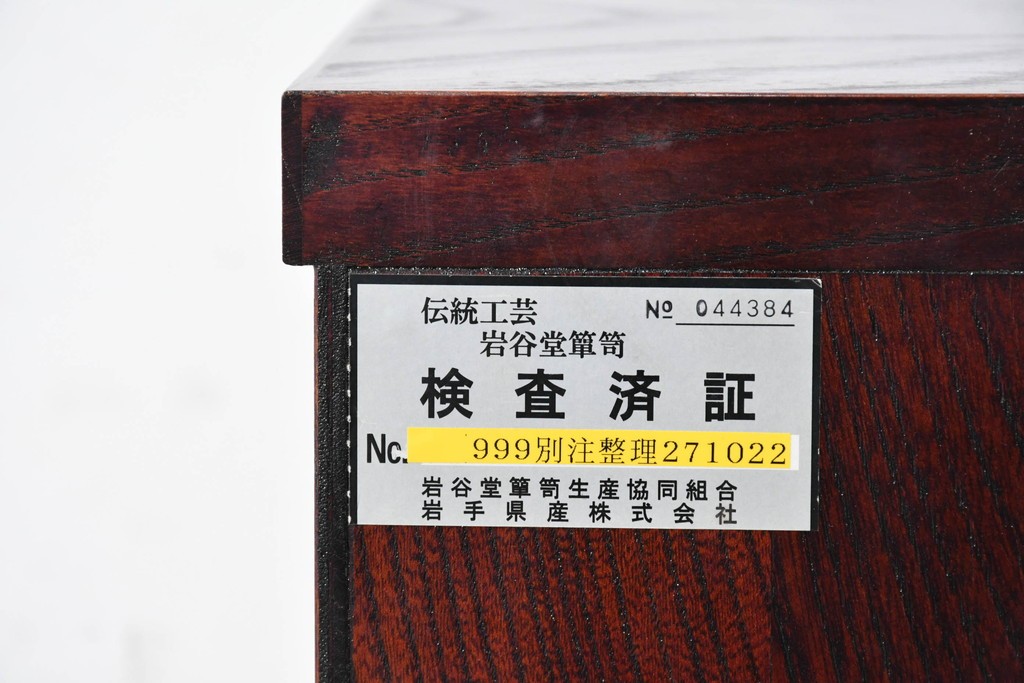 伝統工芸 № 044384
岩谷堂簞笥
検査済証
No. 999別注整理271022
岩谷堂簞笥生産協同組合
岩手県産株式会社